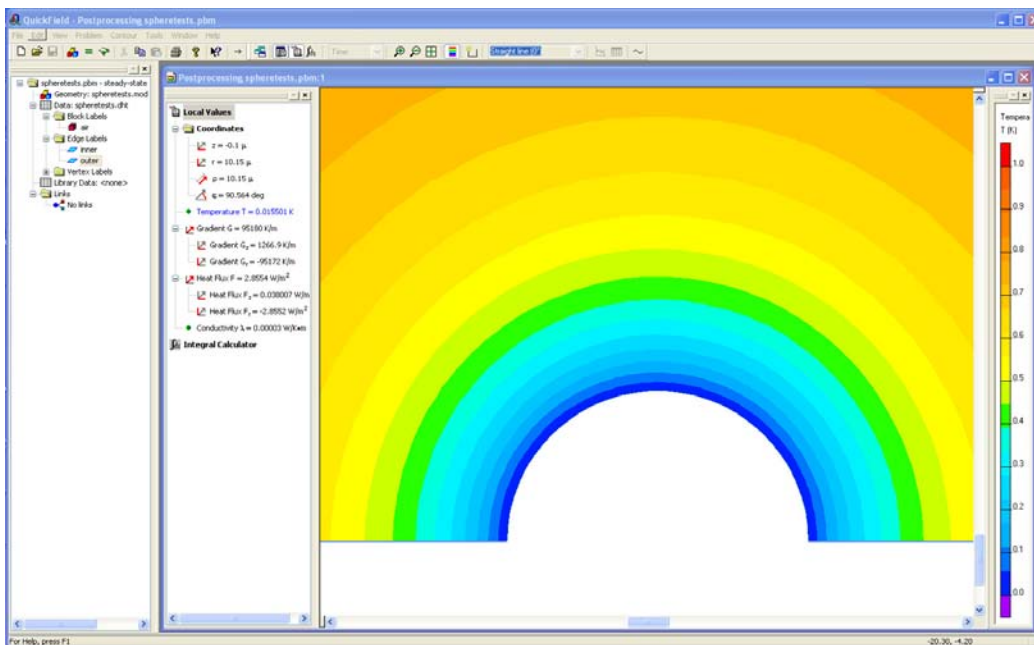 QuickField - Postprocessing spheretests.pbm
File Edit View Problem Contour Tools Window Help
Time
Straight line (0°)
spheretests.pbm - steady-state
Geometry: spheretests.mod
Data: spheretests.dht
Block Labels
air
Edge Labels
inner
outer
Vertex Labels
Library Data: <none>
Links
No links
Postprocessing spheretests.pbm:1
Local Values
Coordinates
z = -0.1 μ
r = 10.15 μ
ρ = 10.15 μ
φ = 90.564 deg
Temperature T = 0.015501 K
Gradient G = 95180 K/m
Gradient Gz = 1266.9 K/m
Gradient Gr = -95172 K/m
Heat Flux F = 2.8554 W/m²
Heat Flux Fz = 0.038007 W/m
Heat Flux Fr = -2.8552 W/m²
Conductivity λ = 0.00003 W/K•m
Integral Calculator
Tempera
T [K]
1.0
0.9
0.8
0.7
0.6
0.5
0.4
0.3
0.2
0.1
0.0
For Help, press F1
-20.30, -4.20